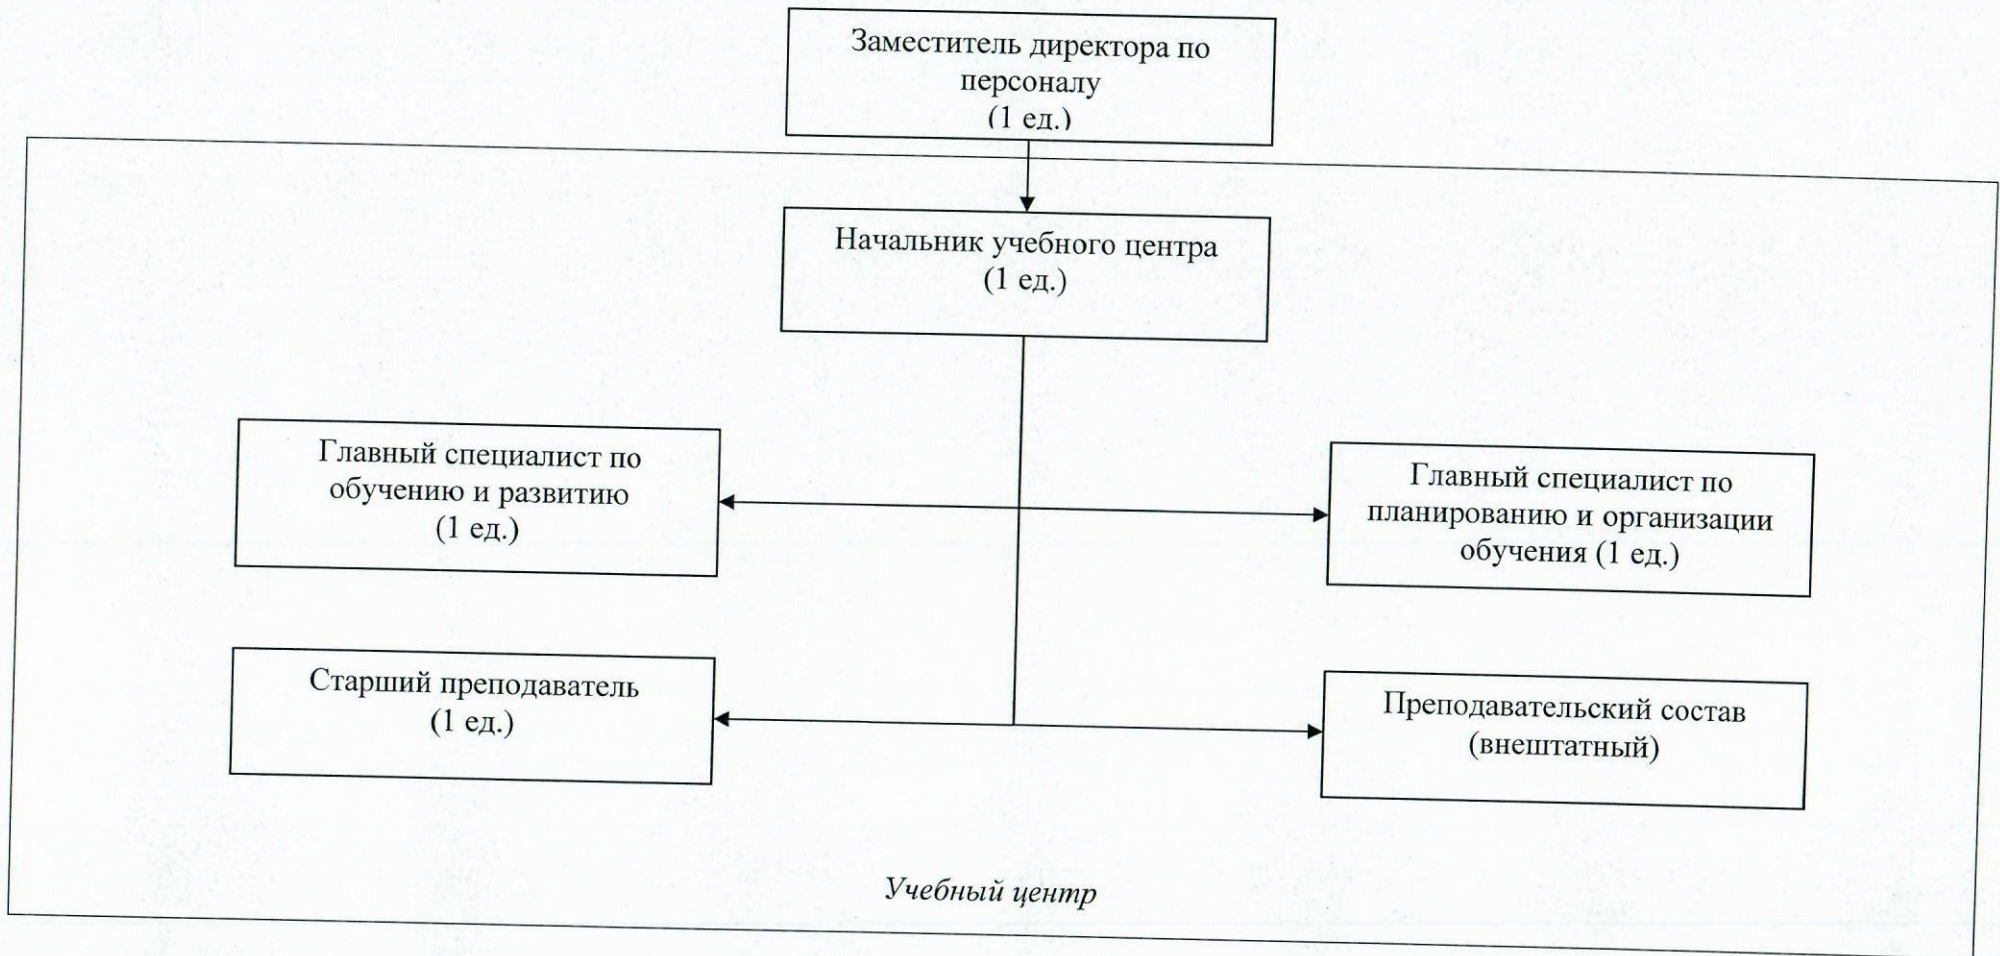 Заместитель директора по
персоналу
(1 ед.)
Начальник учебного центра
(1 ед.)
Главный специалист по
обучению и развитию
(1 ед.)
Главный специалист по
планированию и организации
обучения (1 ед.)
Старший преподаватель
(1 ед.)
Преподавательский состав
(внештатный)
Учебный центр